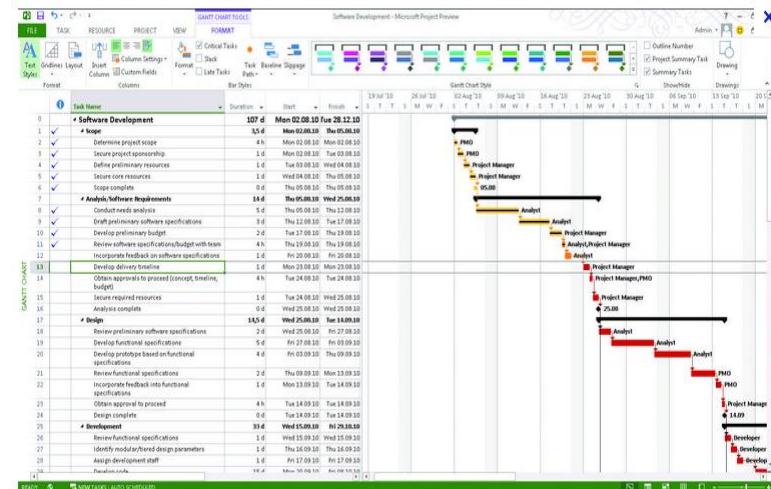 GANTT CHART TOOLS
Software Development - Microsoft Project Preview
FILE TASK RESOURCE PROJECT VIEW FORMAT
Admin
Text Styles
Gridlines
Layout
Insert Column
Column Settings
Custom Fields
Format
Critical Tasks
Slack
Late Tasks
Task Path
Baseline
Slippage
Outline Number
Project Summary Task
Summary Tasks
Drawing
Format Columns Bar Styles Gantt Chart Style Show/Hide Drawings
19 Jul '10 26 Jul '10 02 Aug '10 09 Aug '10 16 Aug '10 23 Aug '10 30 Aug '10 06 Sep '10 13 Sep '10
Task Name Duration Start Finish
0 Software Development 107 d Mon 02.08.10 Tue 28.12.10
1 Scope 3,5 d Mon 02.08.10 Thu 05.08.10
2 Determine project scope 4 h Mon 02.08.10 Mon 02.08.10 PMO
3 Secure project sponsorship 1 d Mon 02.08.10 Tue 03.08.10 PMO
4 Define preliminary resources 1 d Tue 03.08.10 Wed 04.08.10 Project Manager
5 Secure core resources 1 d Wed 04.08.10 Thu 05.08.10 Project Manager
6 Scope complete 0 d Thu 05.08.10 Thu 05.08.10 05.08
7 Analysis/Software Requirements 14 d Thu 05.08.10 Wed 25.08.10
8 Conduct needs analysis 5 d Thu 05.08.10 Thu 12.08.10 Analyst
9 Draft preliminary software specifications 3 d Thu 12.08.10 Tue 17.08.10 Analyst
10 Develop preliminary budget 2 d Tue 17.08.10 Thu 19.08.10 Project Manager
11 Review software specifications/budget with team 4 h Thu 19.08.10 Thu 19.08.10 Analyst,Project Manager
12 Incorporate feedback on software specifications 1 d Fri 20.08.10 Fri 20.08.10 Analyst
13 Develop delivery timeline 1 d Mon 23.08.10 Mon 23.08.10 Project Manager
14 Obtain approvals to proceed (concept, timeline, budget) 4 h Tue 24.08.10 Tue 24.08.10 Project Manager,PMO
15 Secure required resources 1 d Tue 24.08.10 Wed 25.08.10 Project Manager
16 Analysis complete 0 d Wed 25.08.10 Wed 25.08.10 25.08
17 Design 14,5 d Wed 25.08.10 Tue 14.09.10
18 Review preliminary software specifications 2 d Wed 25.08.10 Fri 27.08.10 Analyst
19 Develop functional specifications 5 d Fri 27.08.10 Fri 03.09.10 Analyst
20 Develop prototype based on functional specifications 4 d Fri 03.09.10 Thu 09.09.10 Analyst
21 Review functional specifications 2 d Thu 09.09.10 Mon 13.09.10 PMO
22 Incorporate feedback into functional specifications 1 d Mon 13.09.10 Tue 14.09.10 PMO
23 Obtain approval to proceed 4 h Tue 14.09.10 Tue 14.09.10 Project Manager
24 Design complete 0 d Tue 14.09.10 Tue 14.09.10 14.09
25 Development 33 d Wed 15.09.10 Fri 29.10.10
26 Review functional specifications 1 d Wed 15.09.10 Wed 15.09.10 Developer
27 Identify modular/tiered design parameters 1 d Thu 16.09.10 Thu 16.09.10 Developer
28 Assign development staff 1 d Fri 17.09.10 Fri 17.09.10 Develop
GANTT CHART
READY NEW TASKS : AUTO SCHEDULED